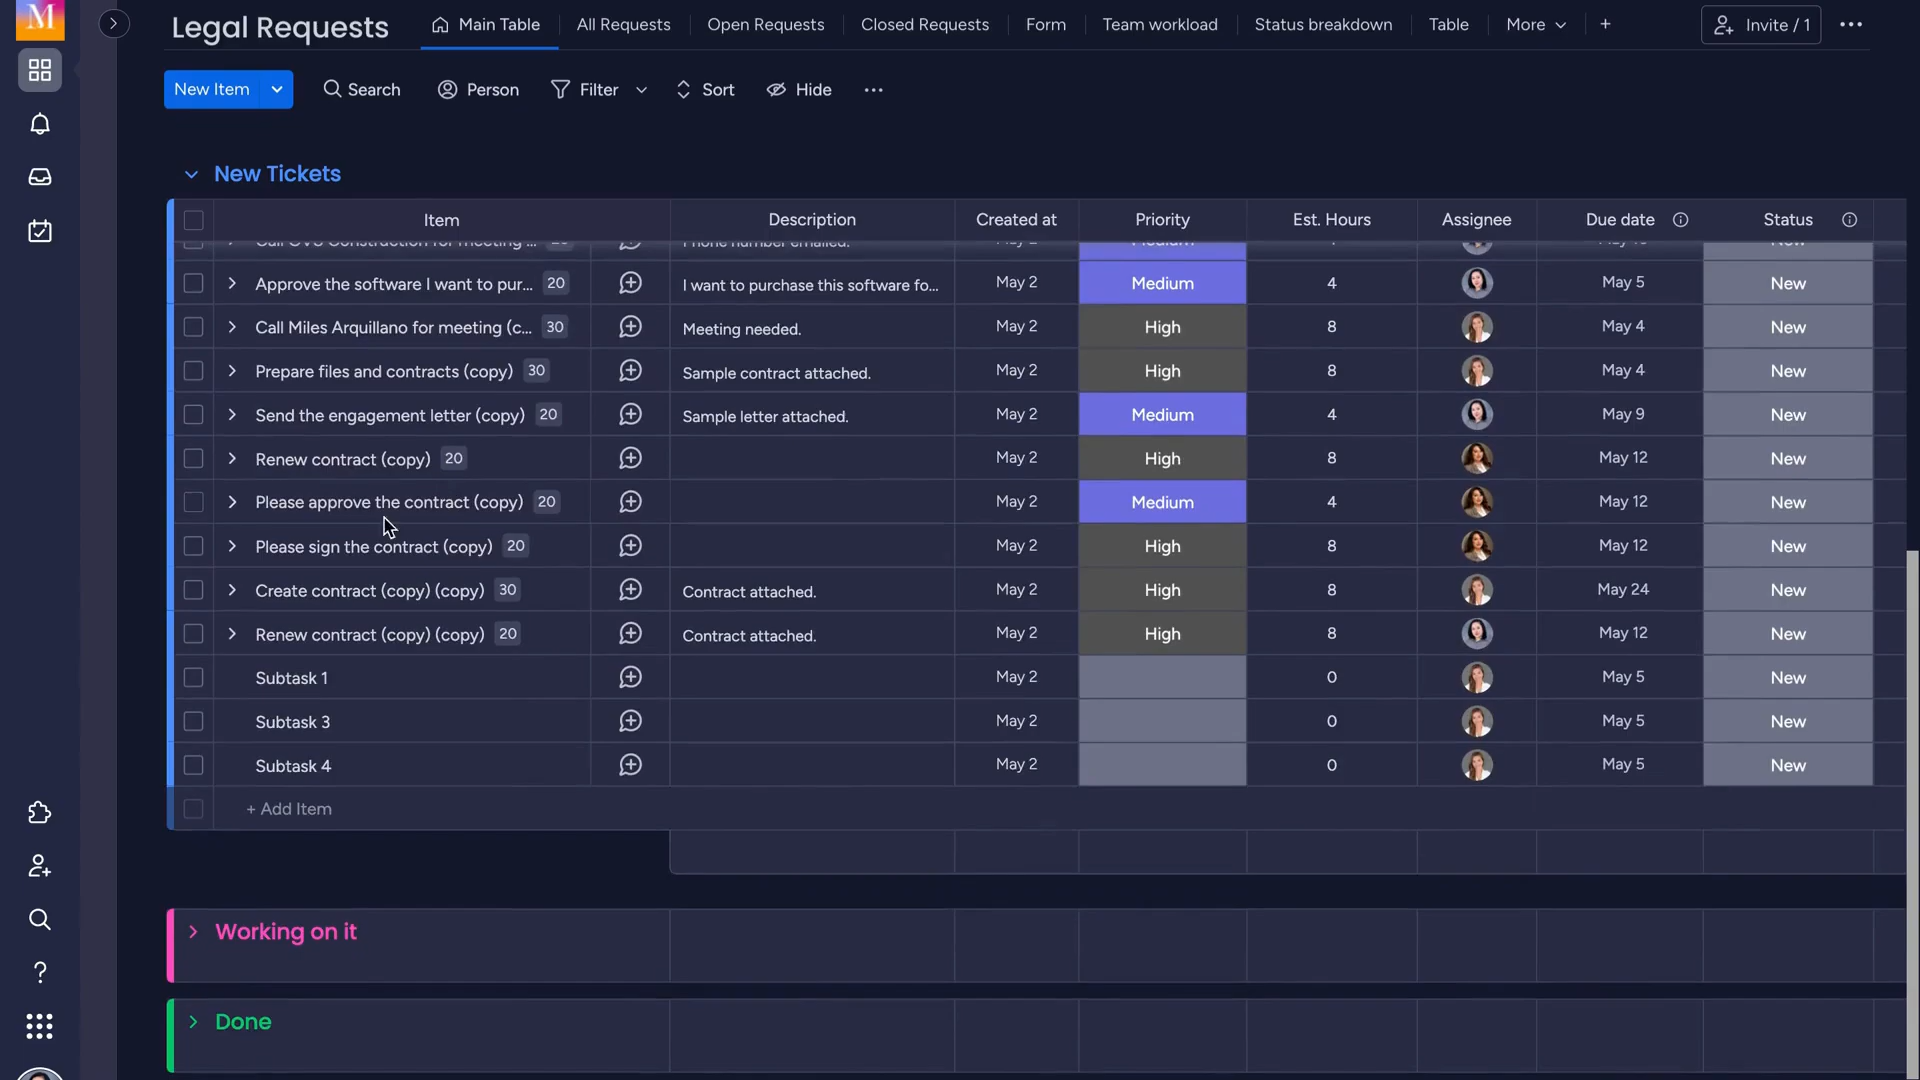 M
Legal Requests
Main Table
All Requests
Open Requests
Closed Requests
Form
Team workload
Status breakdown
Table
More
+
Invite / 1
New Item
Search
Person
Filter
Sort
Hide
New Tickets
Item Description Created at Priority Est. Hours Assignee Due date Status
Approve the software I want to pur... 20 I want to purchase this software fo... May 2 Medium 4 May 5 New
Call Miles Arquillano for meeting (c... 30 Meeting needed. May 2 High 8 May 4 New
Prepare files and contracts (copy) 30 Sample contract attached. May 2 High 8 May 4 New
Send the engagement letter (copy) 20 Sample letter attached. May 2 Medium 4 May 9 New
Renew contract (copy) 20 May 2 High 8 May 12 New
Please approve the contract (copy) 20 May 2 Medium 4 May 12 New
Please sign the contract (copy) 20 May 2 High 8 May 12 New
Create contract (copy) (copy) 30 Contract attached. May 2 High 8 May 24 New
Renew contract (copy) (copy) 20 Contract attached. May 2 High 8 May 12 New
Subtask 1 May 2 0 May 5 New
Subtask 3 May 2 0 May 5 New
Subtask 4 May 2 0 May 5 New
+ Add Item
Working on it
Done